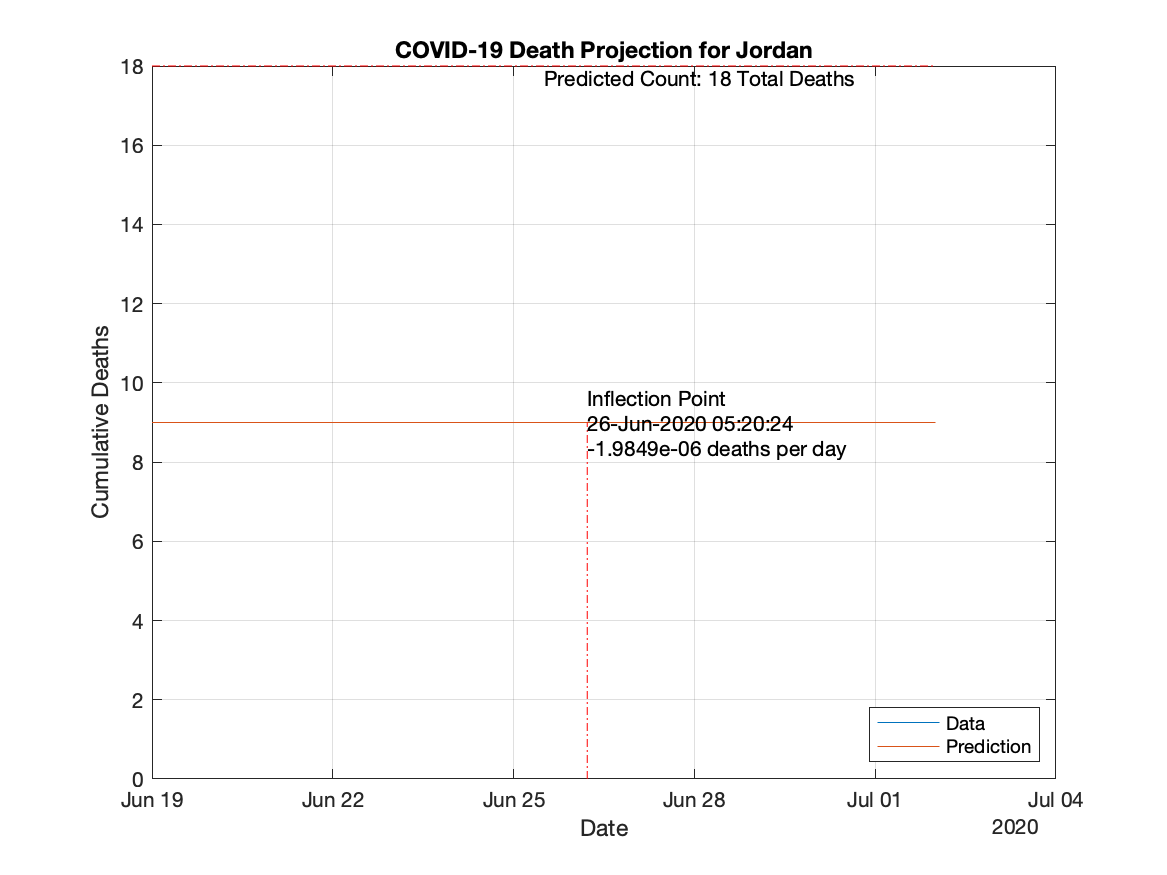 COVID-19 Death Projection for Jordan
18
Predicted Count: 18 Total Deaths
16
14
12
10
Inflection Point
26-Jun-2020 05:20:24
-1.9849e-06 deaths per day
8
6
4
2
0
Cumulative Deaths
Data
Prediction
Jun 19
Jun 22
Jun 25
Jun 28
Jul 01
Jul 04
Date
2020